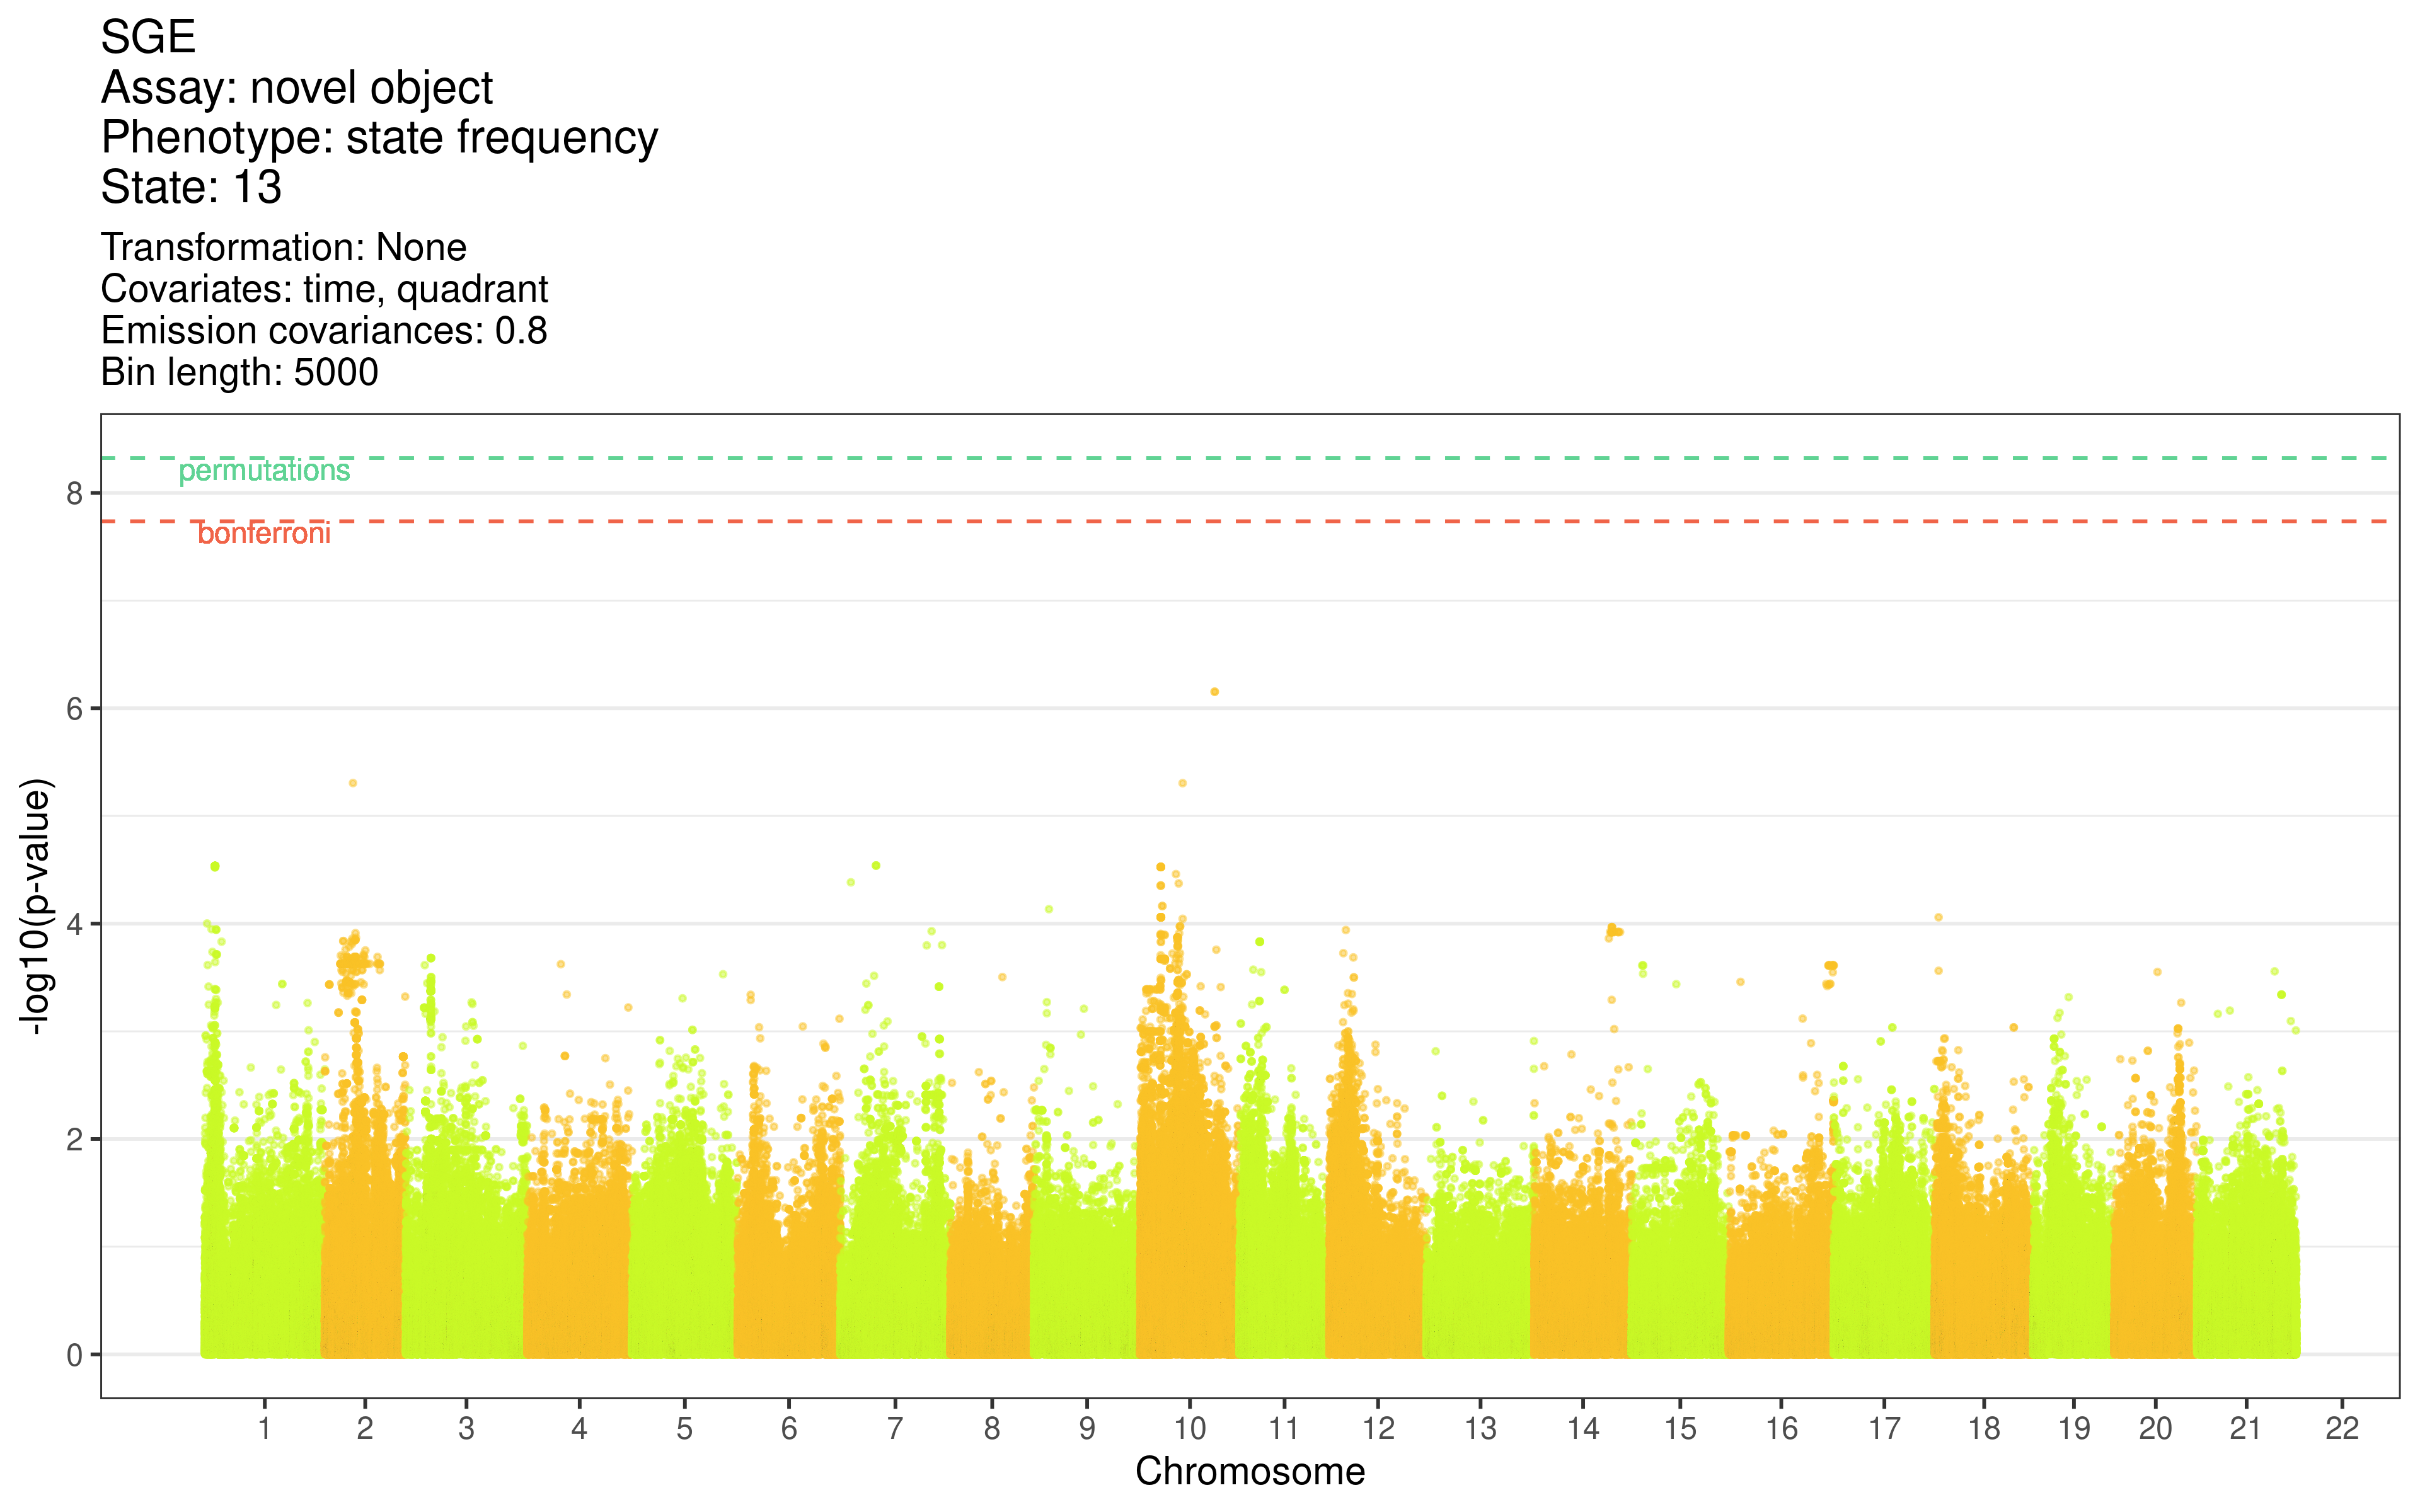 SGE
Assay: novel object
Phenotype: state frequency
State: 13
Transformation: None
Covariates: time, quadrant
Emission covariances: 0.8
Bin length: 5000
permutations
8
bonferroni
6
4
2
0
-log10(p-value)
1 2 3 4 5 6 7 8 9 10 11 12 13 14 15 16 17 18 19 20 21 22
Chromosome